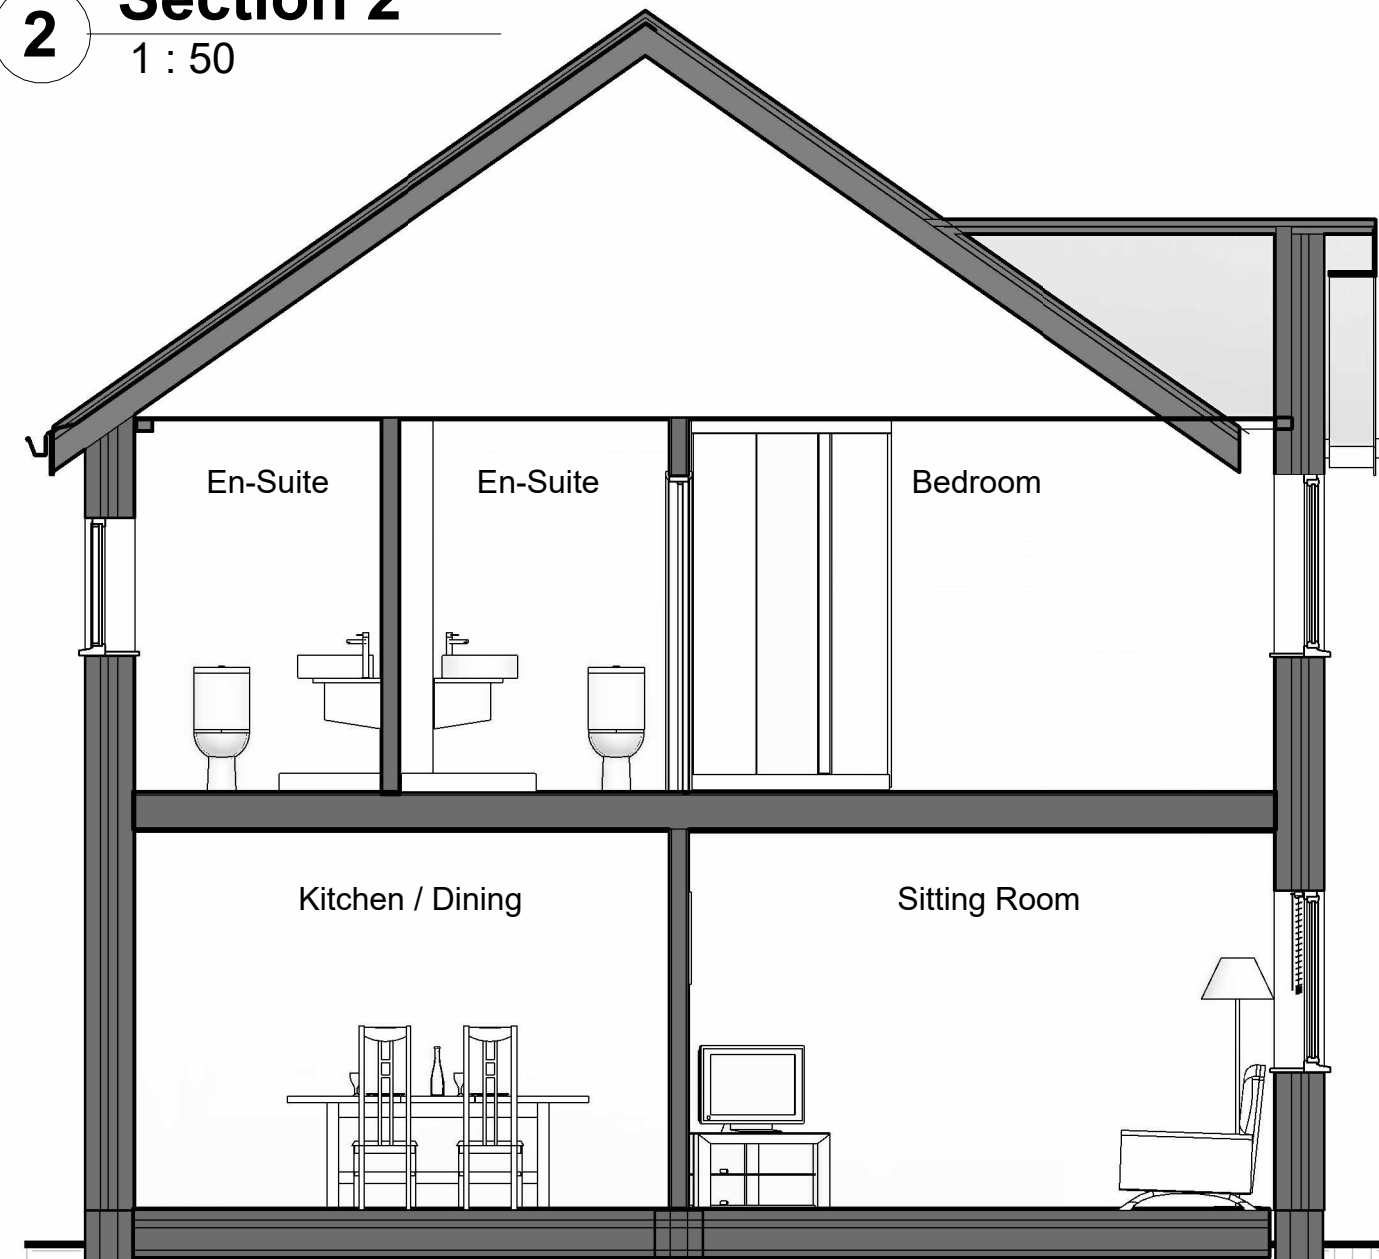 2
Section 2
1 : 50
En-Suite
En-Suite
Bedroom
Kitchen / Dining
Sitting Room